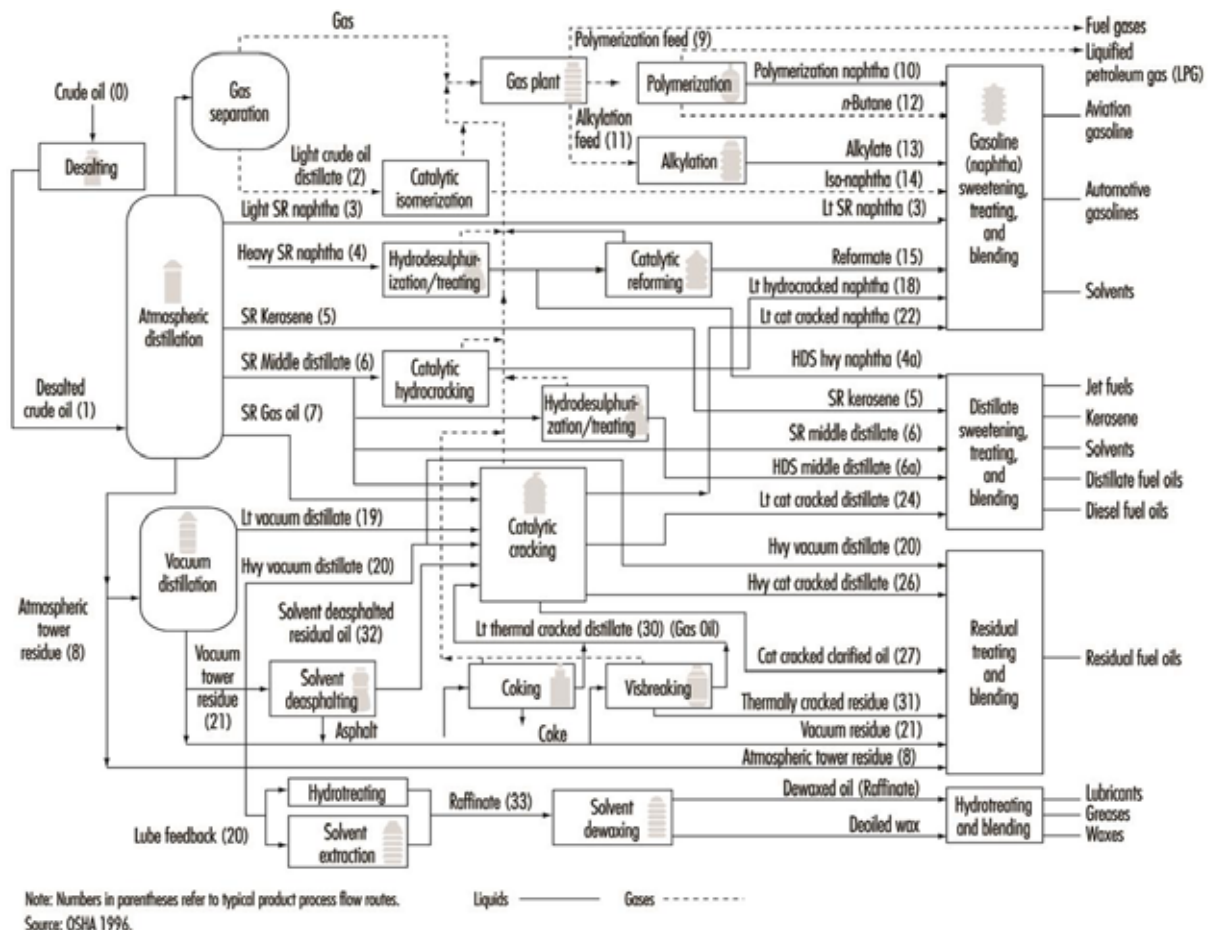 Gas
Fuel gases
Polymerization feed (9)
Liquified
petroleum gas (LPG)
Crude oil (0)
Gas
separation
Gas plant
Polymerization
Polymerization naphtha (10)
n-Butane (12)
Aviation
gasoline
Desalting
Alkylation
feed (11)
Light crude oil
distillate (2)
Catalytic
isomerization
Alkylation
Alkylate (13)
Iso-naphtha (14)
Gasoline
(naphtha)
sweetening,
treating,
and
blending
Automotive
gasolines
Light SR naphtha (3)
Lt SR naphtha (3)
Heavy SR naphtha (4)
Hydrodesulphur-
ization/treating
Catalytic
reforming
Reformate (15)
Lt hydrocracked naphtha (18)
Solvents
Atmospheric
distillation
SR Kerosene (5)
Lt cat cracked naphtha (22)
SR Middle distillate (6)
Catalytic
hydrocracking
HDS hvy naphtha (4a)
Jet fuels
Desalted
crude oil (1)
SR Gas oil (7)
Hydrodesulphuri-
zation/treating
SR kerosene (5)
Kerosene
Distillate
sweetening,
treating,
and
blending
SR middle distillate (6)
Solvents
HDS middle distillate (6a)
Distillate fuel oils
Lt cat cracked distillate (24)
Diesel fuel oils
Lt vacuum distillate (19)
Catalytic
cracking
Vacuum
distillation
Hvy vacuum distillate (20)
Hvy vacuum distillate (20)
Hvy cat cracked distillate (26)
Atmospheric
tower
residue (8)
Solvent deasphalted
residual oil (32)
Lt thermal cracked distillate (30) (Gas Oil)
Residual
treating
and
blending
Residual fuel oils
Vacuum
tower
residue
(21)
Solvent
deasphalting
Coking
Visbreaking
Cat cracked clarified oil (27)
Thermally cracked residue (31)
Asphalt
Coke
Vacuum residue (21)
Atmospheric tower residue (8)
Hydrotreating
Raffinate (33)
Solvent
dewaxing
Dewaxed oil (Raffinate)
Hydrotreating
and blending
Lubricants
Greases
Waxes
Lube feedback (20)
Solvent
extraction
Deoiled wax
Note: Numbers in parentheses refer to typical product process flow routes.
Liquids
Gases
Source: OSHA 1996.